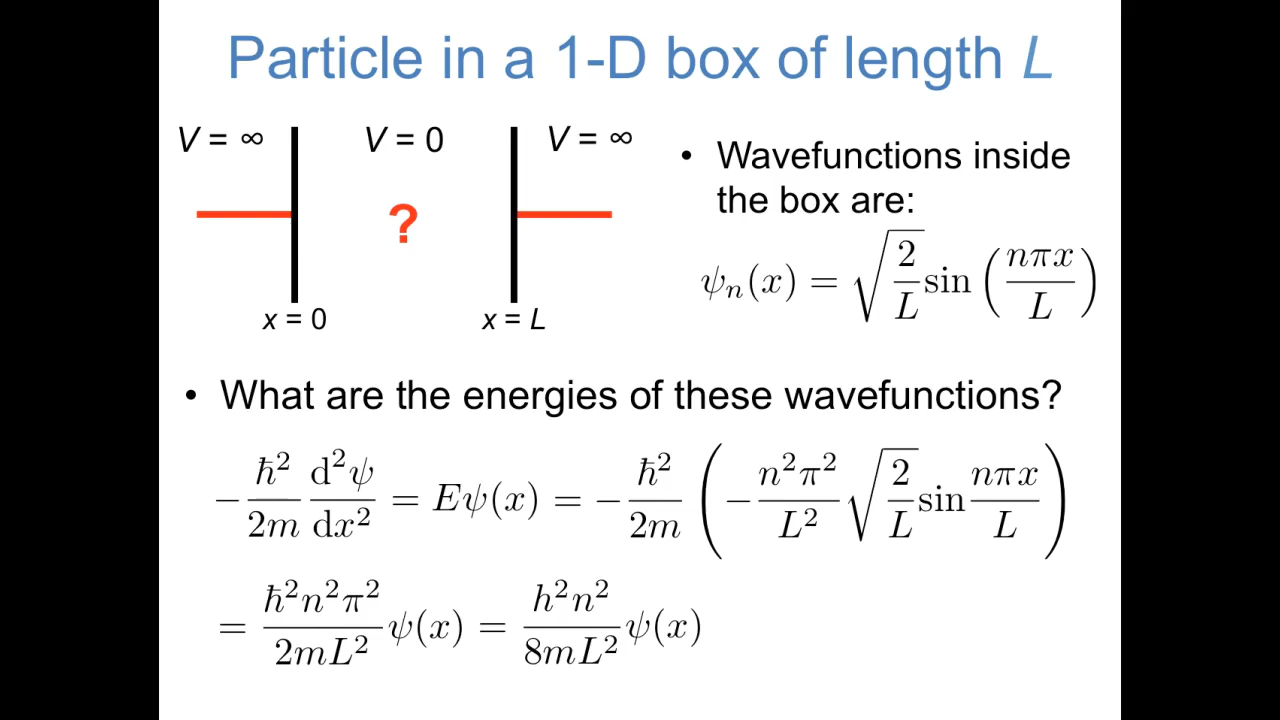 Particle in a 1-D box of length L
V = ∞
V = 0
V = ∞
?
x = 0
x = L
• Wavefunctions inside
the box are:
ψₙ(x) = √(2/L) sin (nπx/L)
• What are the energies of these wavefunctions?
−ħ²/2m d²ψ/dx² = Eψ(x) = −ħ²/2m (−n²π²/L² √(2/L) sin nπx/L)
= ħ²n²π²/2mL² ψ(x) = h²n²/8mL² ψ(x)